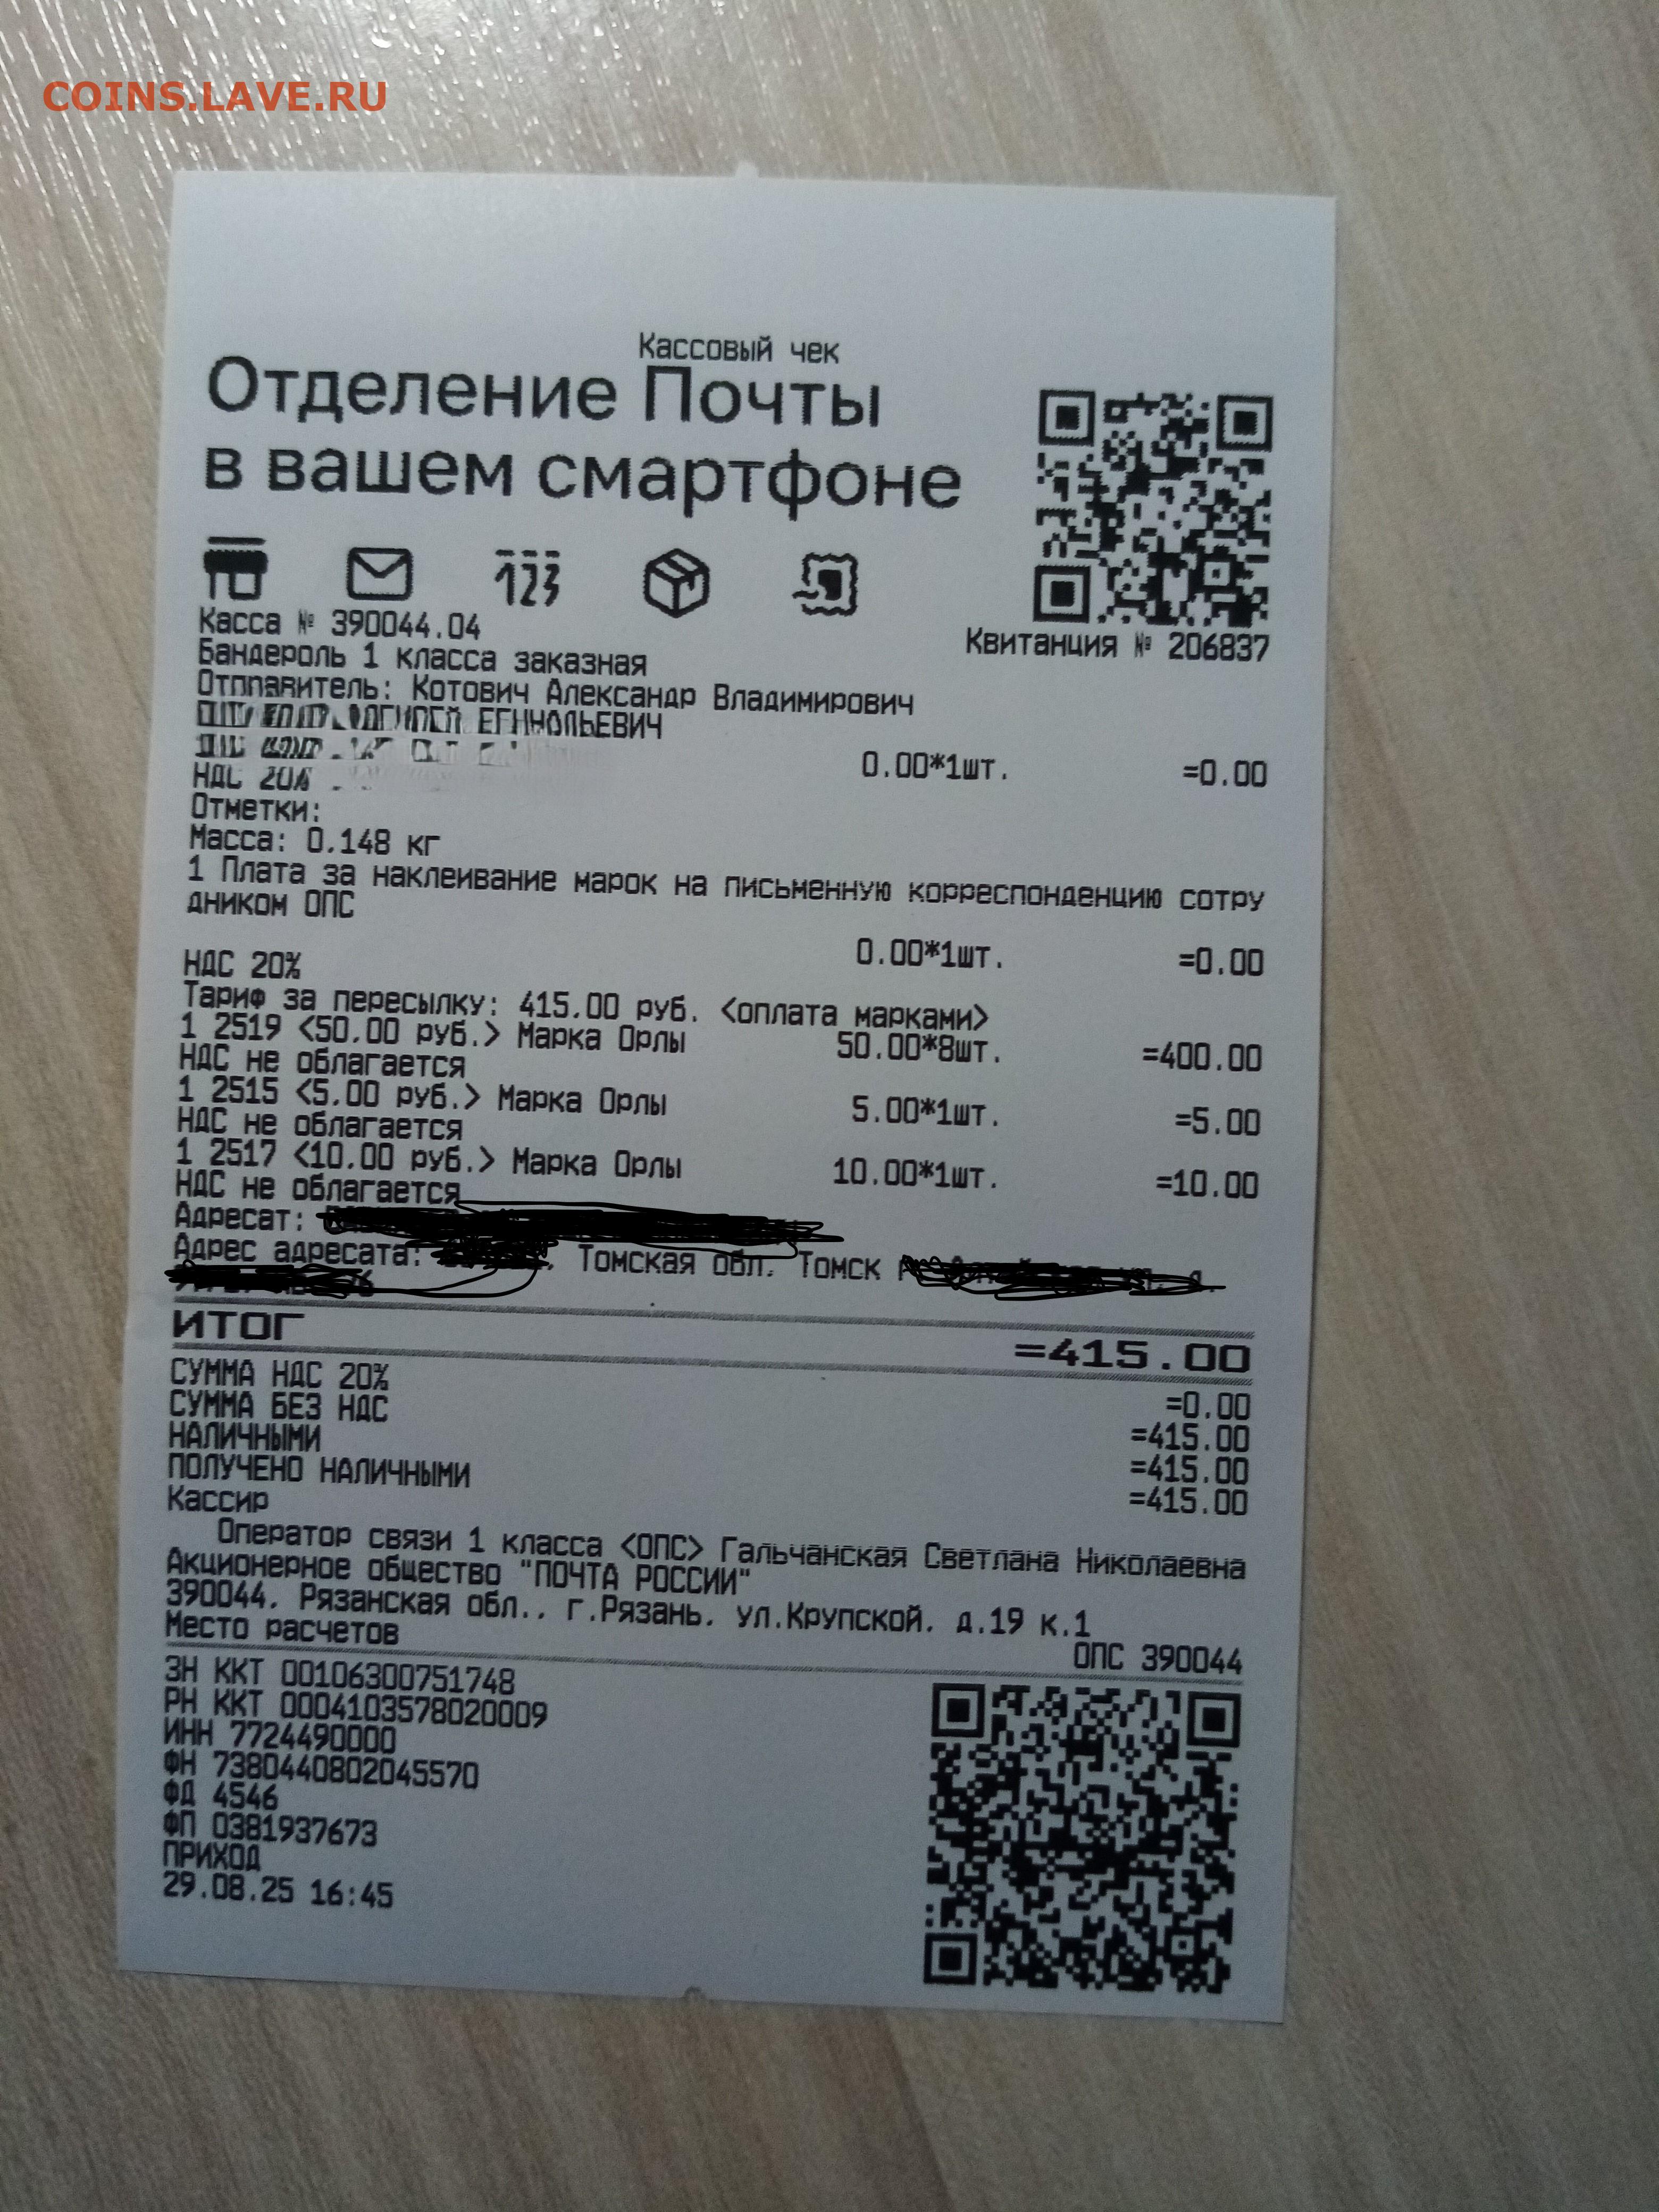 COINS.LAVE.RU
Кассовый чек
Отделение Почты
в вашем смартфоне
123
Касса № 390044.04
Квитанция № 206837
Бандероль 1 класса заказная
Отправитель: Котович Александр Владимирович
0.00*1шт. =0.00
НДС
Отметки:
Масса: 0.148 кг
1 Плата за наклеивание марок на письменную корреспонденцию сотру
дником ОПС
0.00*1шт. =0.00
НДС 20%
Тариф за пересылку: 415.00 руб. <оплата марками>
1 2519 <50.00 руб.> Марка Орлы 50.00*8шт. =400.00
НДС не облагается
1 2515 <5.00 руб.> Марка Орлы 5.00*1шт. =5.00
НДС не облагается
1 2517 <10.00 руб.> Марка Орлы 10.00*1шт. =10.00
НДС не облагается
Адресат:
Адрес адресата: , Томская обл. Томск
ИТОГ =415.00
СУММА НДС 20% =0.00
СУММА БЕЗ НДС =415.00
НАЛИЧНЫМИ =415.00
ПОЛУЧЕНО НАЛИЧНЫМИ =415.00
Кассир
Оператор связи 1 класса <ОПС> Гальчанская Светлана Николаевна
Акционерное общество "ПОЧТА РОССИИ"
390044, Рязанская обл., г.Рязань, ул.Крупской, д.19 к.1
Место расчетов ОПС 390044
ЗН ККТ 00106300751748
РН ККТ 0004103578020009
ИНН 7724490000
ФН 7380440802045570
ФД 4546
ФП 0381937673
ПРИХОД
29.08.25 16:45